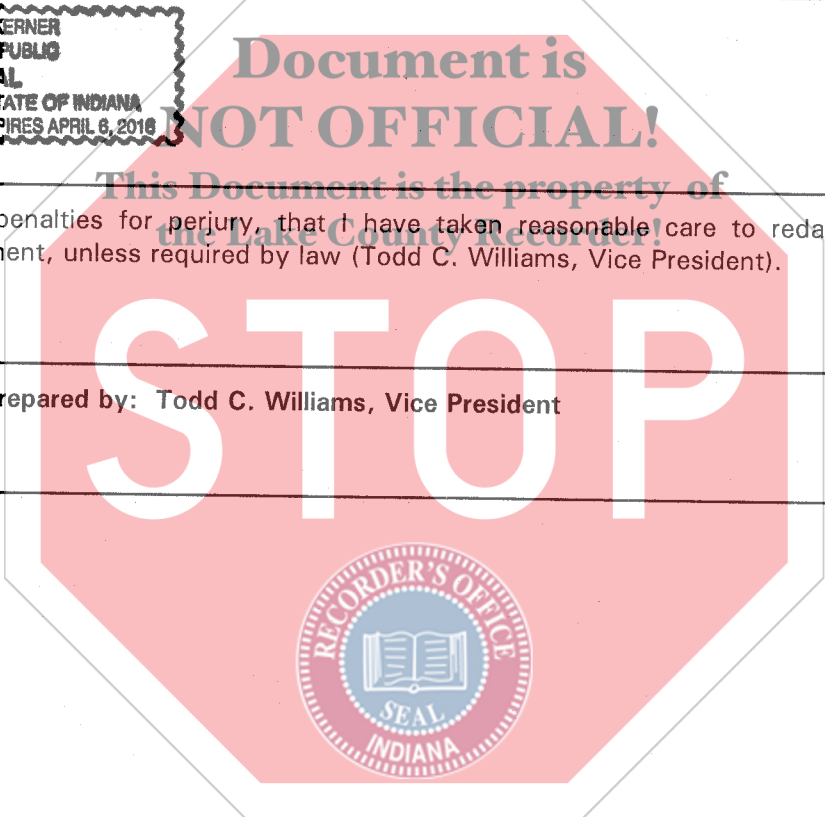 ERNER
PUBLIC
AL
ATE OF INDIANA
PIRES APRIL 6, 2016
Document is
NOT OFFICIAL!
This Document is the property of
the Lake County Recorder!
penalties for perjury, that I have taken reasonable care to reda
ent, unless required by law (Todd C. Williams, Vice President).
STOP
repared by: Todd C. Williams, Vice President
RECORDER'S OFFICE
SEAL
INDIANA